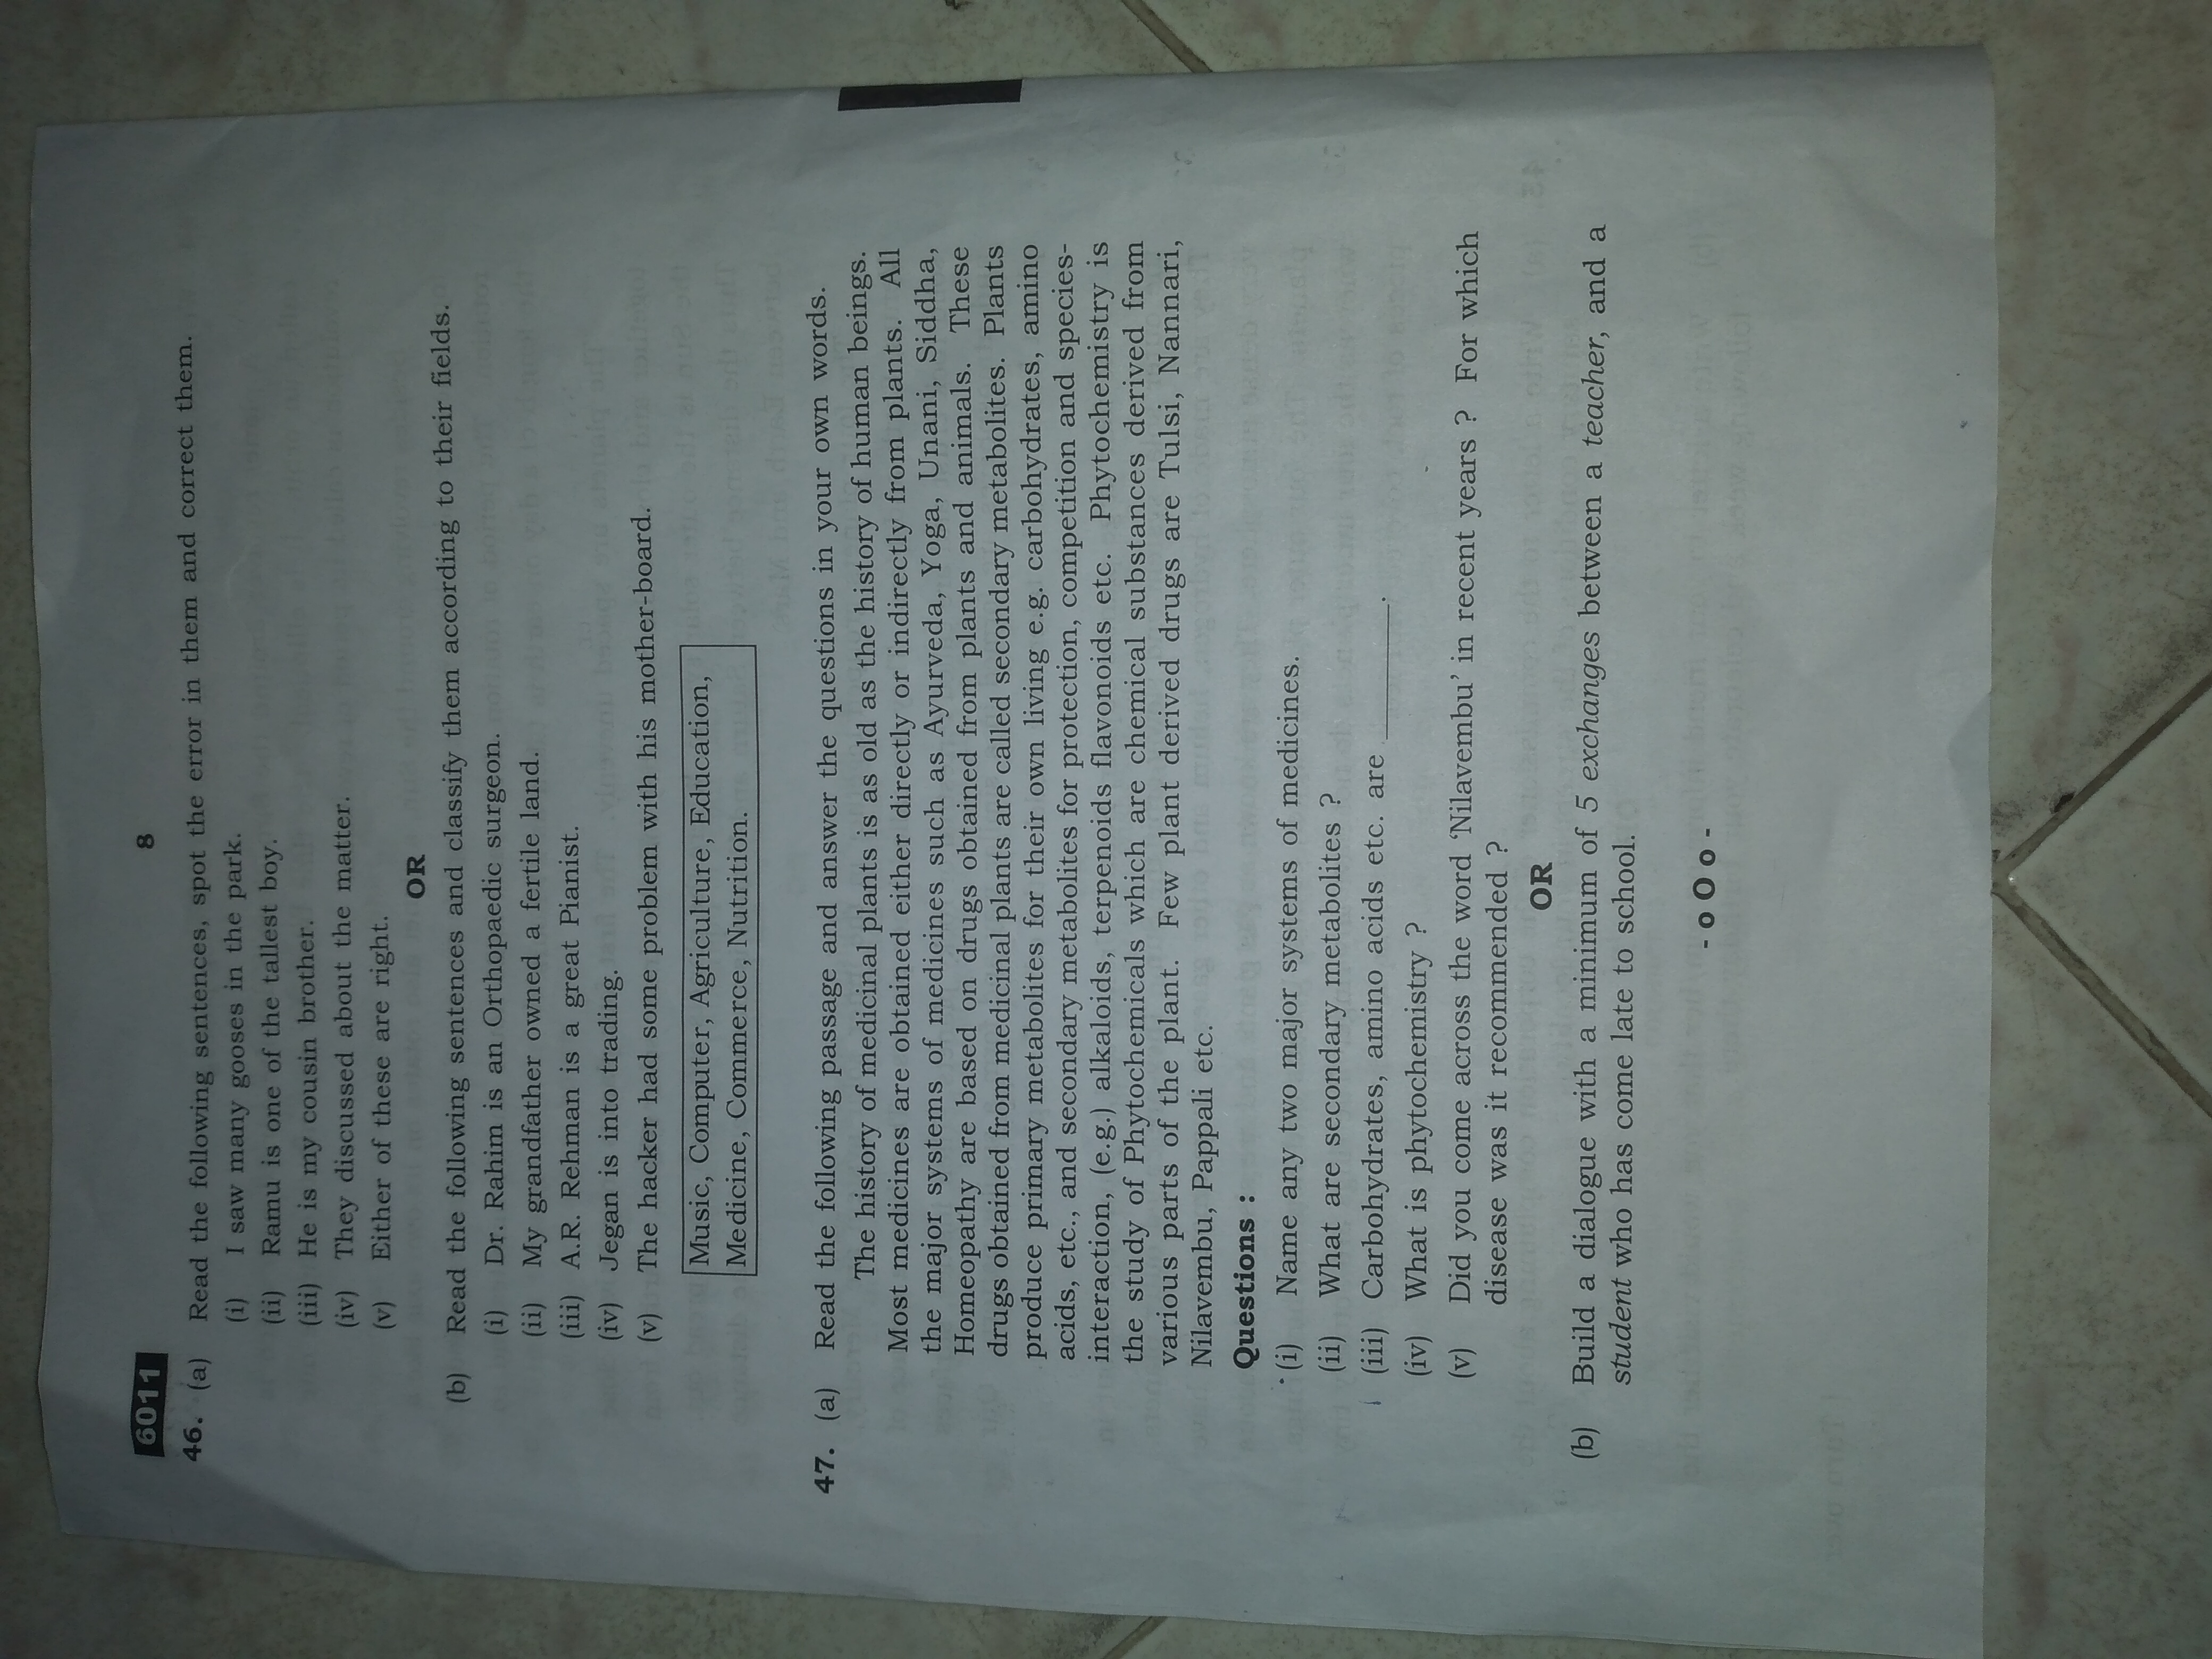 6011
8
46. (a) Read the following sentences, spot the error in them and correct them.
(i) I saw many gooses in the park.
(ii) Ramu is one of the tallest boy.
(iii) He is my cousin brother.
(iv) They discussed about the matter.
(v) Either of these are right.
OR
(b) Read the following sentences and classify them according to their fields.
(i) Dr. Rahim is an Orthopaedic surgeon.
(ii) My grandfather owned a fertile land.
(iii) A.R. Rehman is a great Pianist.
(iv) Jegan is into trading.
(v) The hacker had some problem with his mother-board.
Music, Computer, Agriculture, Education,
Medicine, Commerce, Nutrition.
47. (a) Read the following passage and answer the questions in your own words.
The history of medicinal plants is as old as the history of human beings.
Most medicines are obtained either directly or indirectly from plants. All
the major systems of medicines such as Ayurveda, Yoga, Unani, Siddha,
Homeopathy are based on drugs obtained from plants and animals. These
drugs obtained from medicinal plants are called secondary metabolites. Plants
produce primary metabolites for their own living e.g. carbohydrates, amino
acids, etc., and secondary metabolites for protection, competition and species-
interaction, (e.g.) alkaloids, terpenoids flavonoids etc. Phytochemistry is
the study of Phytochemicals which are chemical substances derived from
various parts of the plant. Few plant derived drugs are Tulsi, Nannari,
Nilavembu, Pappali etc.
Questions :
(i) Name any two major systems of medicines.
(ii) What are secondary metabolites ?
(iii) Carbohydrates, amino acids etc. are ________.
(iv) What is phytochemistry ?
(v) Did you come across the word ‘Nilavembu’ in recent years ? For which
disease was it recommended ?
OR
(b) Build a dialogue with a minimum of 5 exchanges between a teacher, and a
student who has come late to school.
- o O o -